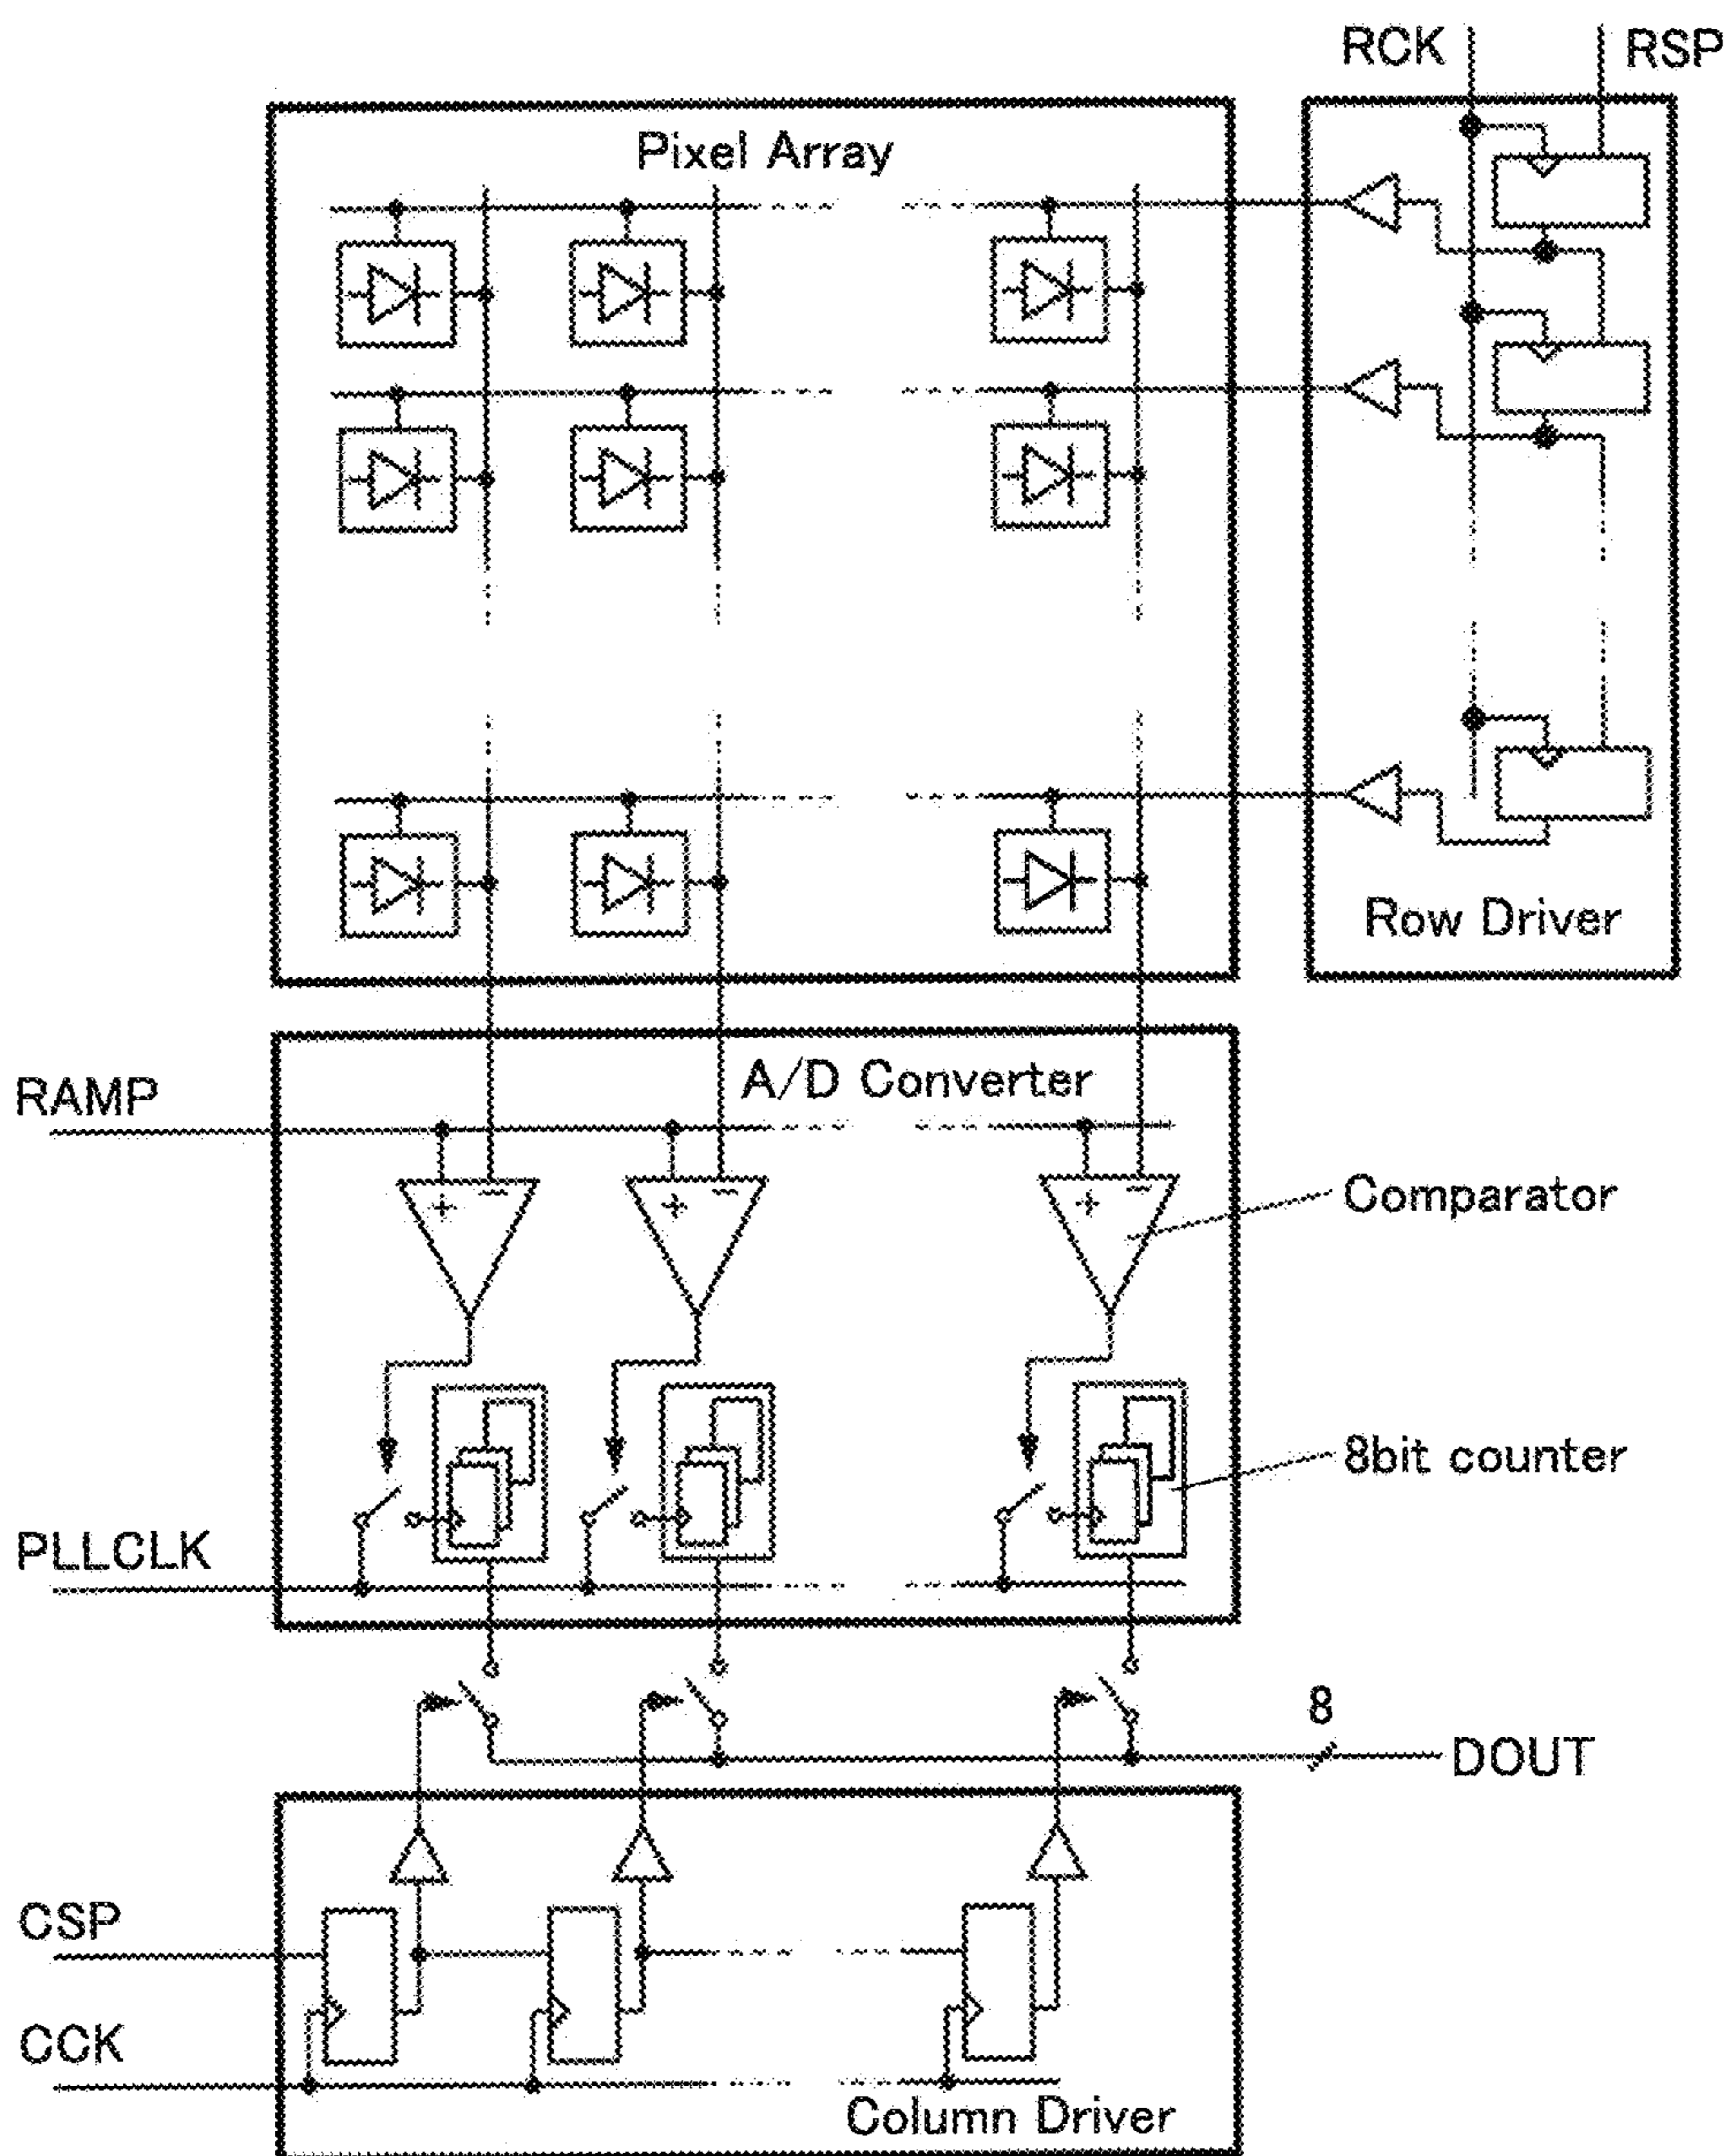 RCK
RSP
Pixel Array
Row Driver
A/D Converter
RAMP
+ −
+ −
+ −
Comparator
8bit counter
PLLCLK
8
DOUT
CSP
CCK
Column Driver